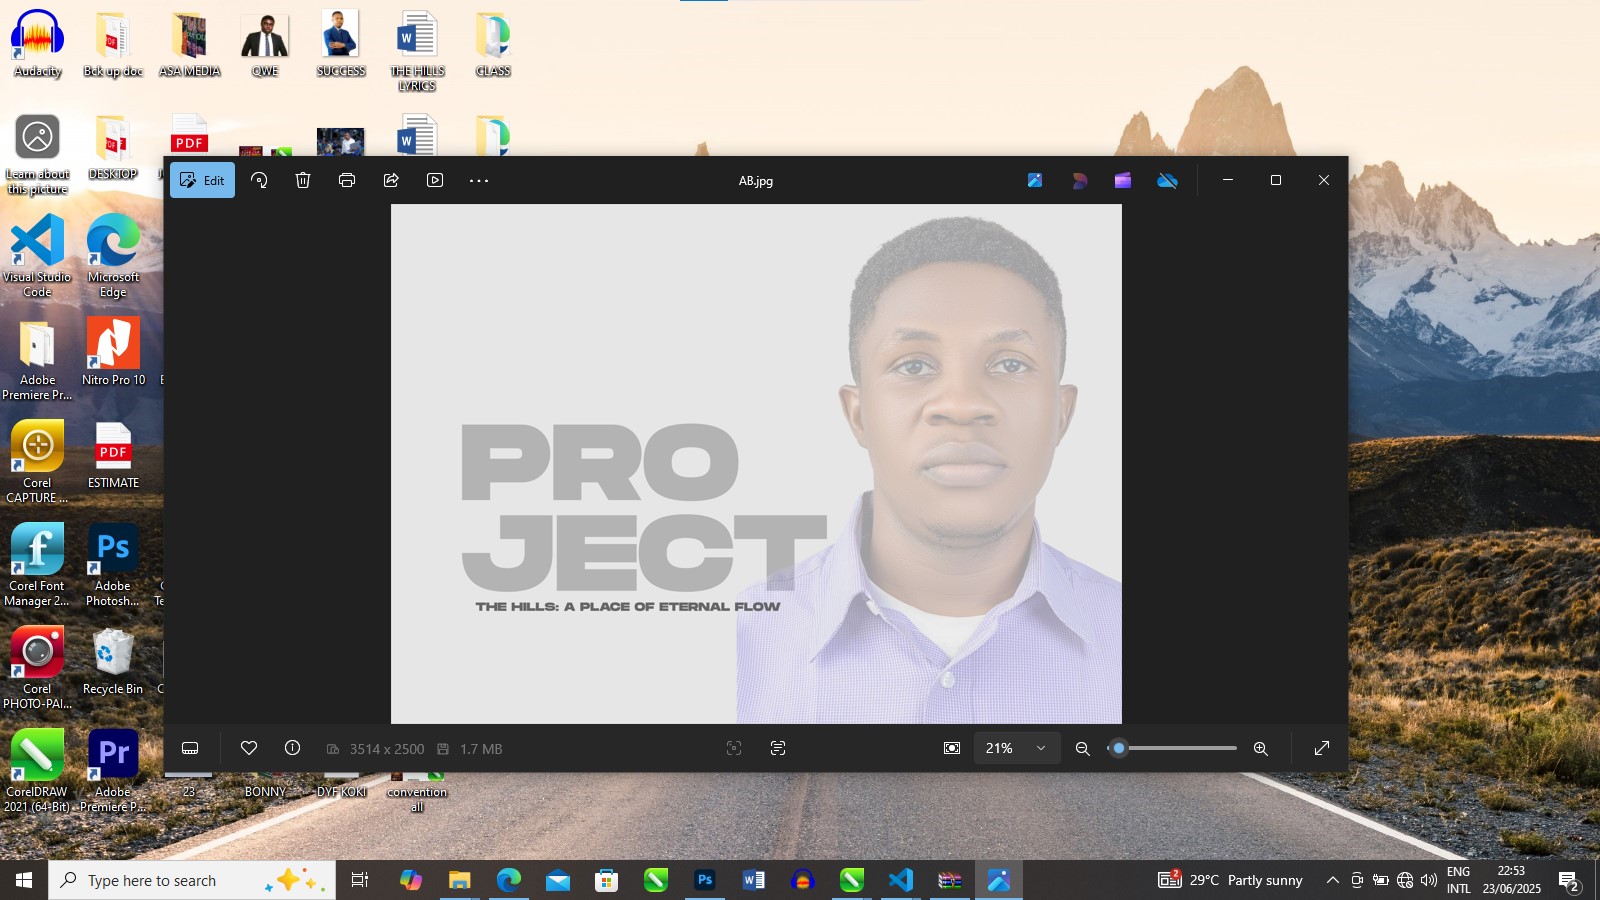 Audacity
Bck up doc
ASA MEDIA
QWE
SUCCESS
THE HILLS
LYRICS
CLASS
PDF
Learn about
this picture
DESKTOP
Edit
AB.jpg
Visual Studio
Code
Microsoft
Edge
PRO
JECT
THE HILLS: A PLACE OF ETERNAL FLOW
Adobe
Premiere Pr...
Nitro Pro 10
PDF
Corel
CAPTURE ...
ESTIMATE
Ps
Corel Font
Manager 2...
Adobe
Photosh...
Corel
PHOTO-PAI...
Recycle Bin
Pr
3514 x 2500
1.7 MB
21%
CorelDRAW
2021 (64-Bit)
Adobe
Premiere P...
23
BONNY
DYF KOKI
convention
all
Type here to search
Ps
2
29°C Partly sunny
ENG
INTL
22:53
23/06/2025
2